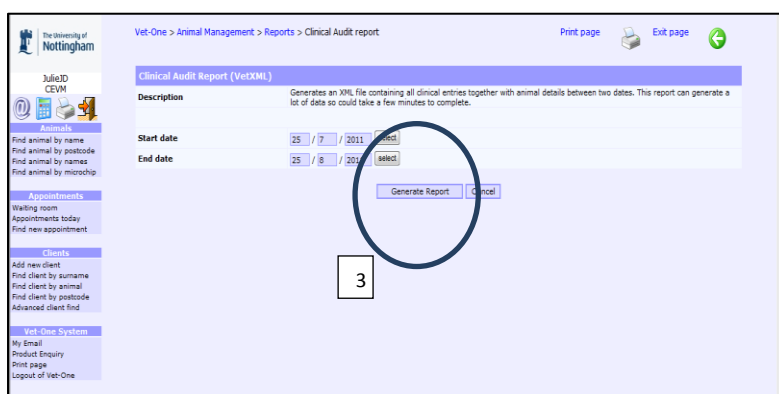 The University of
Nottingham
Vet-One > Animal Management > Reports > Clinical Audit report
Print page
Exit page
JulieJD
CEVM
Animals
Find animal by name
Find animal by postcode
Find animal by names
Find animal by microchip
Appointments
Waiting room
Appointments today
Find new appointment
Clients
Add new client
Find client by surname
Find client by animal
Find client by postcode
Advanced client find
Vet-One System
My Email
Product Enquiry
Print page
Logout of Vet-One
Clinical Audit Report (VetXML)
Description
Generates an XML file containing all clinical entries together with animal details between two dates. This report can generate a
lot of data so could take a few minutes to complete.
Start date 25 / 7 / 2011 select
End date 25 / 8 / 201 select
Generate Report Cancel
3